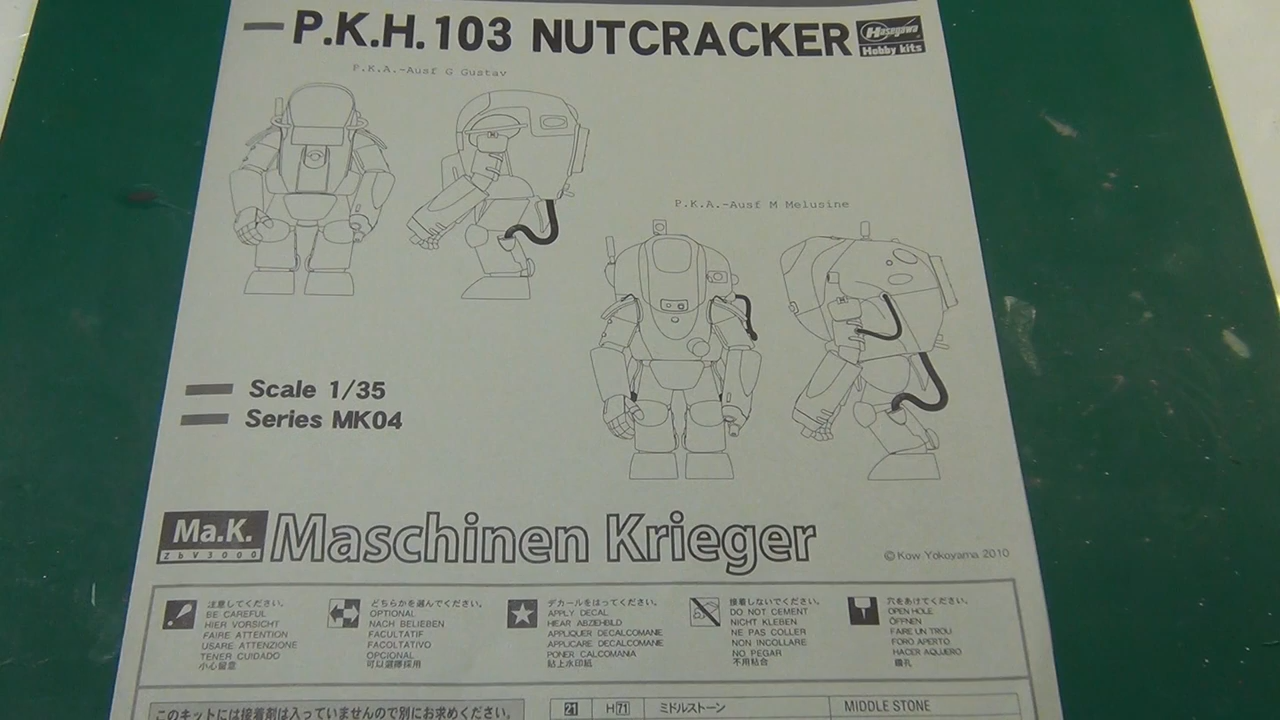 P.K.H. 103 NUTCRACKER
Hasegawa
Hobby kits
P.K.A.-Ausf G Gustav
P.K.A.-Ausf M Melusine
Scale 1/35
Series MK04
Ma.K.
ZbV3000
Maschinen Krieger
© Kow Yokoyama 2010
注意してください。
BE CAREFUL
HIER VORSICHT
FAIRE ATTENTION
USARE ATTENZIONE
TENER CUIDADO
小心留意
どちらかを選んでください。
OPTIONAL
NACH BELIEBEN
FACULTATIF
FACOLTATIVO
OPCIONAL
可以選擇採用
デカールをはってください。
APPLY DECAL
HEAR ABZIEHBILD
APPLIQUER DECALCOMANIE
APPLICARE DECALCOMANIE
PONER CALCOMANIA
貼上水印紙
接着しないでください。
DO NOT CEMENT
NICHT KLEBEN
NE PAS COLLER
NON INCOLLARE
NO PEGAR
不用粘合
穴をあけてください。
OPEN HOLE
ÖFFNEN
FAIRE UN TROU
FORO APERTO
HACER AGUJERO
鑽孔
このキットには接着剤は入っていませんので別にお求めください。
21 H71 ミドルストーン MIDDLE STONE